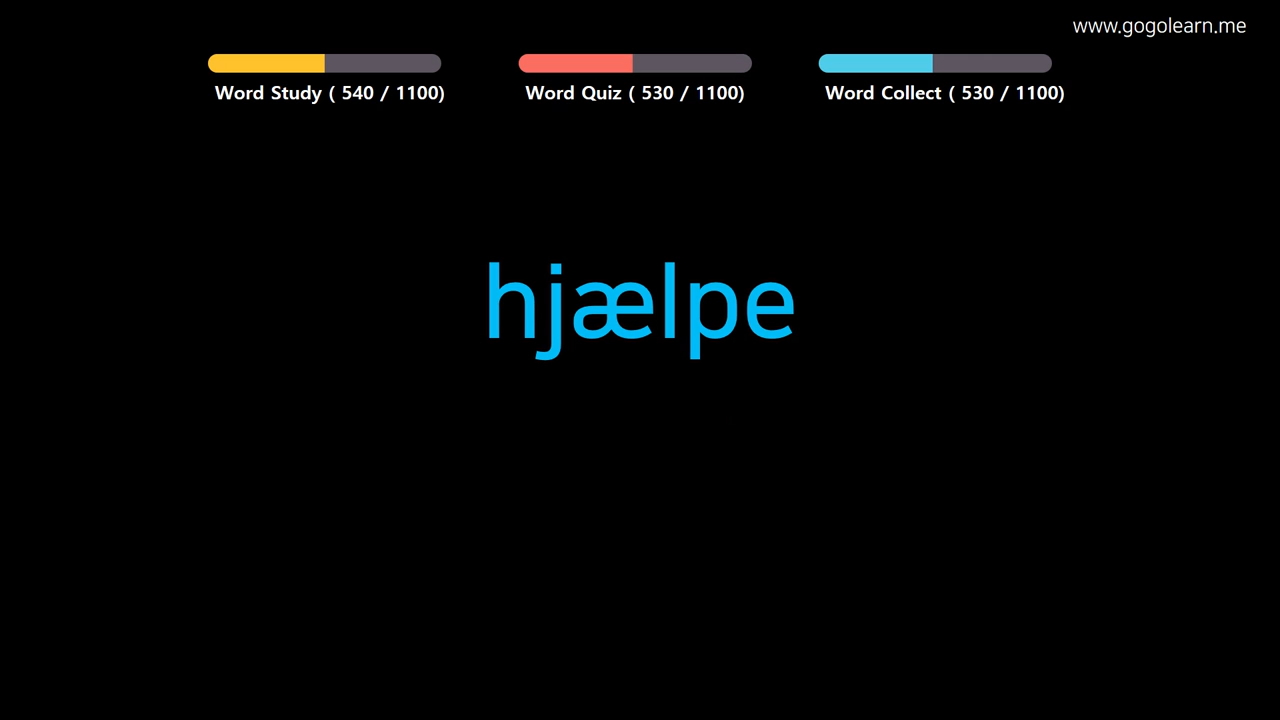 www.gogolearn.me
Word Study ( 540 / 1100)
Word Quiz ( 530 / 1100)
Word Collect ( 530 / 1100)
hjælpe